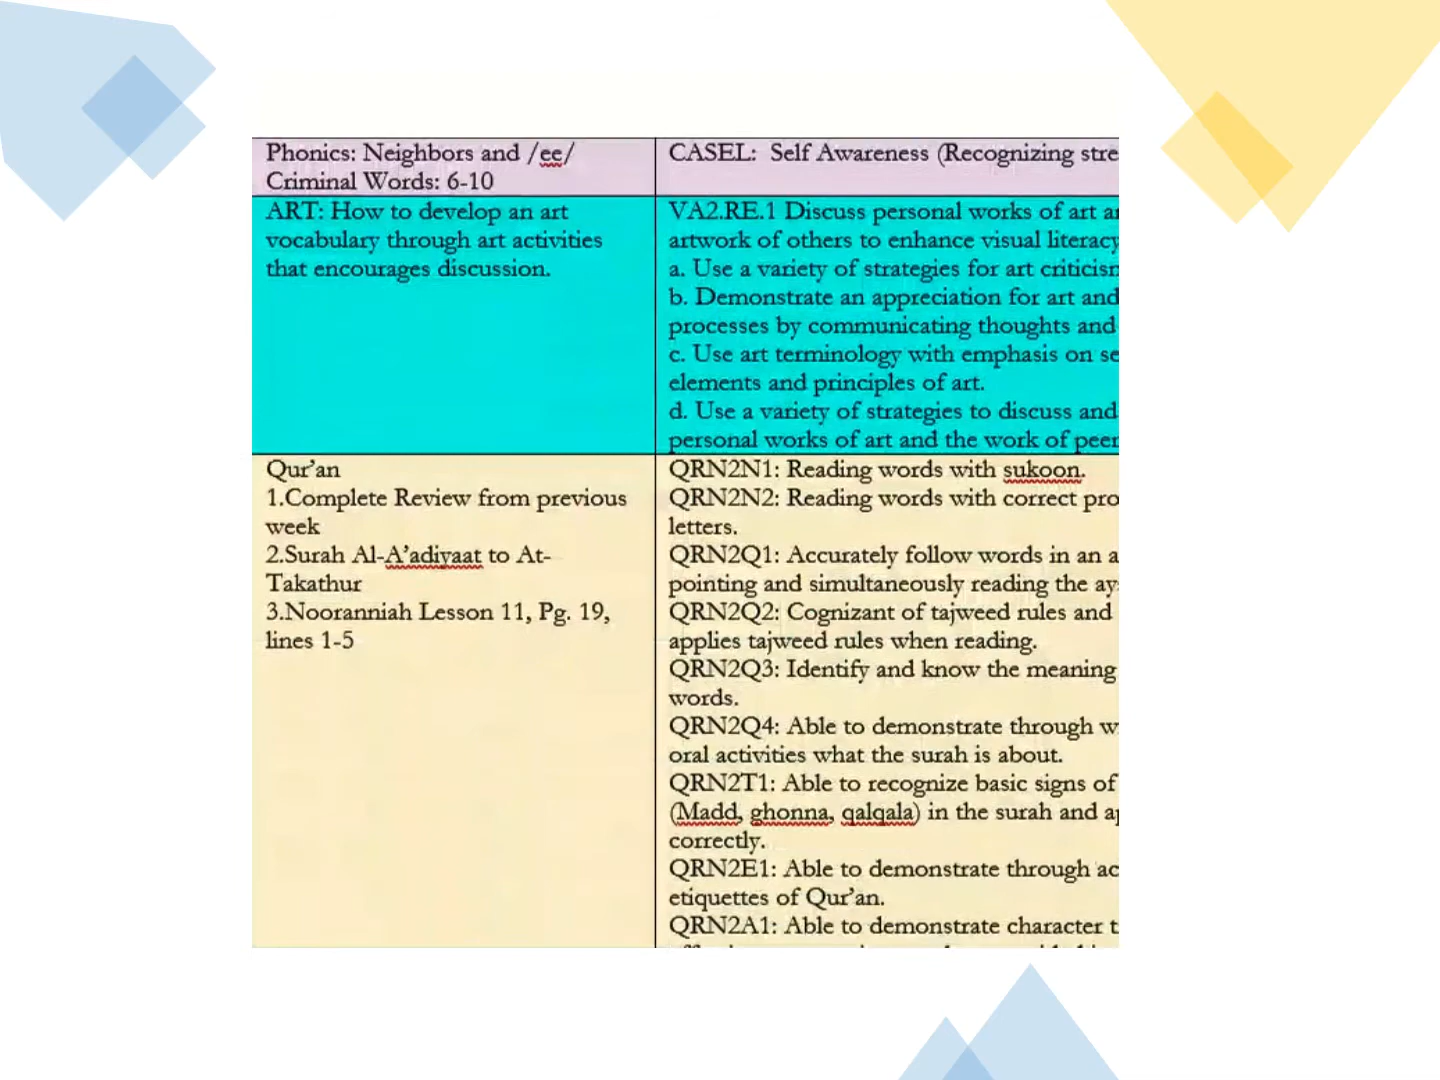 Phonics: Neighbors and /ee/
Criminal Words: 6-10
CASEL:  Self Awareness (Recognizing stre
ART: How to develop an art
vocabulary through art activities
that encourages discussion.
VA2.RE.1 Discuss personal works of art
artwork of others to enhance visual literacy
a. Use a variety of strategies for art criticism
b. Demonstrate an appreciation for art and
processes by communicating thoughts and
c. Use art terminology with emphasis on se
elements and principles of art.
d. Use a variety of strategies to discuss and
personal works of art and the work of peer
Qur’an
1.Complete Review from previous
week
2.Surah Al-A’adiyaat to At-
Takathur
3.Nooranniah Lesson 11, Pg. 19,
lines 1-5
QRN2N1: Reading words with sukoon.
QRN2N2: Reading words with correct pro
letters.
QRN2Q1: Accurately follow words in an a
pointing and simultaneously reading the ay
QRN2Q2: Cognizant of tajweed rules and
applies tajweed rules when reading.
QRN2Q3: Identify and know the meaning
words.
QRN2Q4: Able to demonstrate through w
oral activities what the surah is about.
QRN2T1: Able to recognize basic signs of
(Madd, ghonna, qalqala) in the surah and
correctly.
QRN2E1: Able to demonstrate through ac
etiquettes of Qur’an.
QRN2A1: Able to demonstrate character t